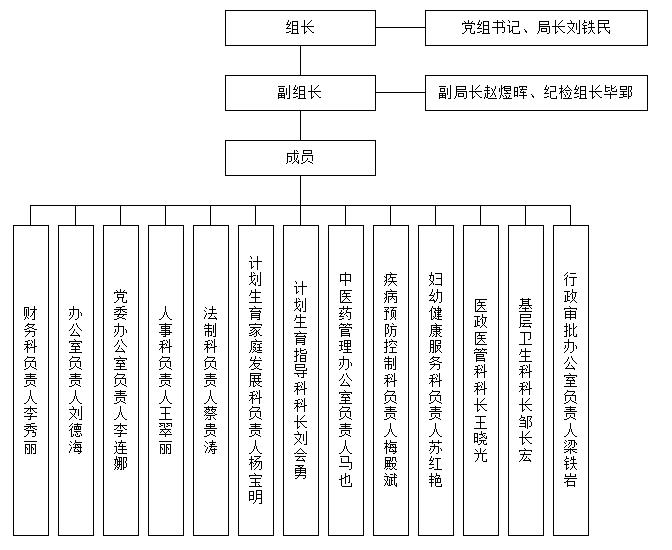 组长
党组书记、局长刘铁民
副组长
副局长赵煜晖、纪检组长毕郢
成员
财务科负责人李秀丽
办公室负责人刘德海
党委办公室负责人李连娜
人事科负责人王翠丽
法制科负责人蔡贵涛
计划生育家庭发展科负责人杨宝明
计划生育指导科科长刘会勇
中医药管理办公室负责人马也
疾病预防控制科负责人梅殿斌
妇幼健康服务科负责人苏红艳
医政医管科科长王晓光
基层卫生科科长邹长宏
行政审批办公室负责人梁铁岩